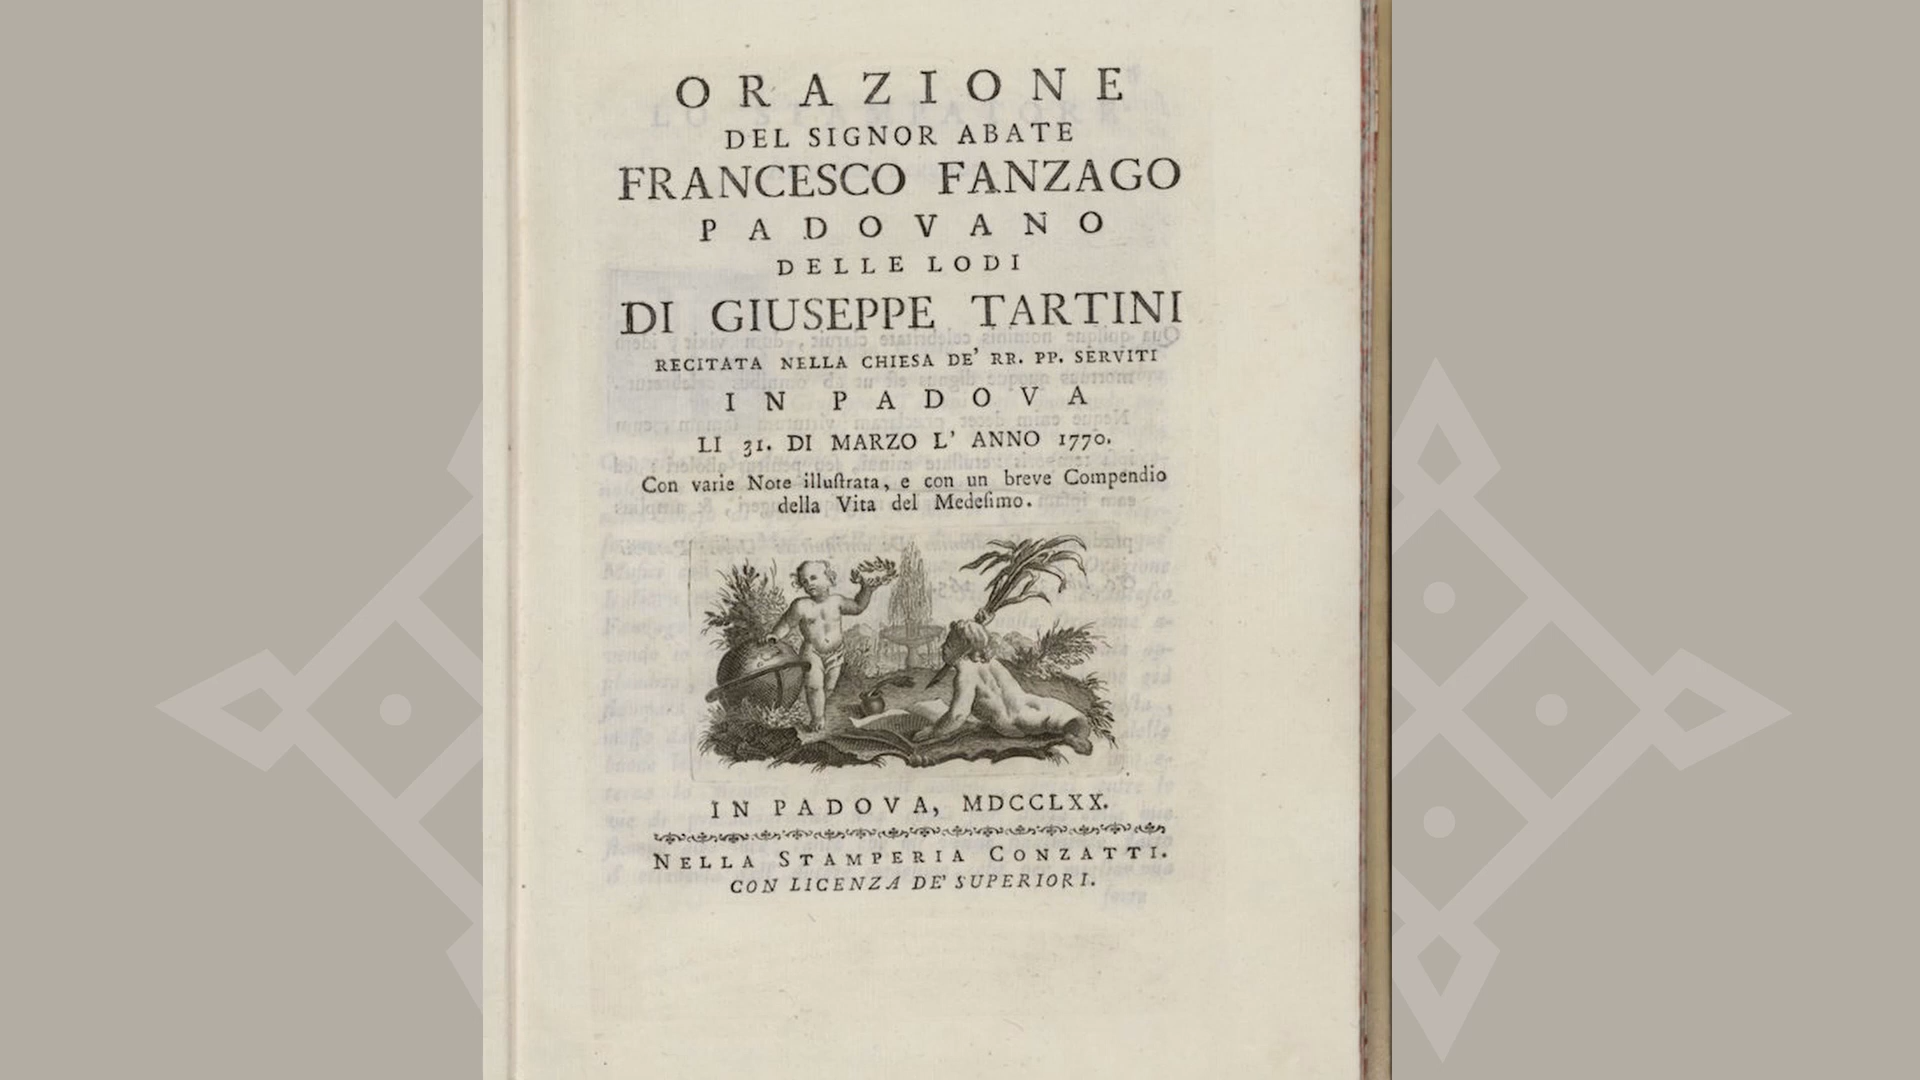 ORAZIONE
DEL SIGNOR ABATE
FRANCESCO FANZAGO
PADOVANO
DELLE LODI
DI GIUSEPPE TARTINI
RECITATA NELLA CHIESA DE' RR. PP. SERVITI
IN PADOVA
LI 31. DI MARZO L' ANNO 1770.
Con varie Note illuſtrata, e con un breve Compendio
della Vita del Medeſimo.
IN PADOVA, MDCCLXX.
NELLA STAMPERIA CONZATTI.
CON LICENZA DE' SUPERIORI.